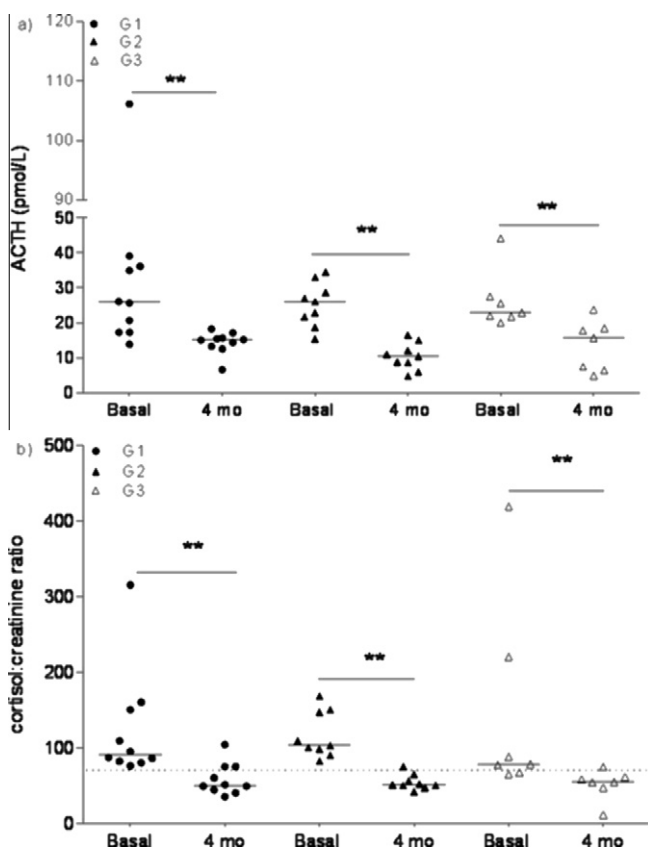 a)
G1
G2
G3
120
110
100
90
50
40
30
20
10
0
ACTH (pmol/L)
**
**
**
Basal 4 mo Basal 4 mo Basal 4 mo
b)
G1
G2
G3
500
400
300
200
100
0
cortisol:creatinine ratio
**
**
**
Basal 4 mo Basal 4 mo Basal 4 mo